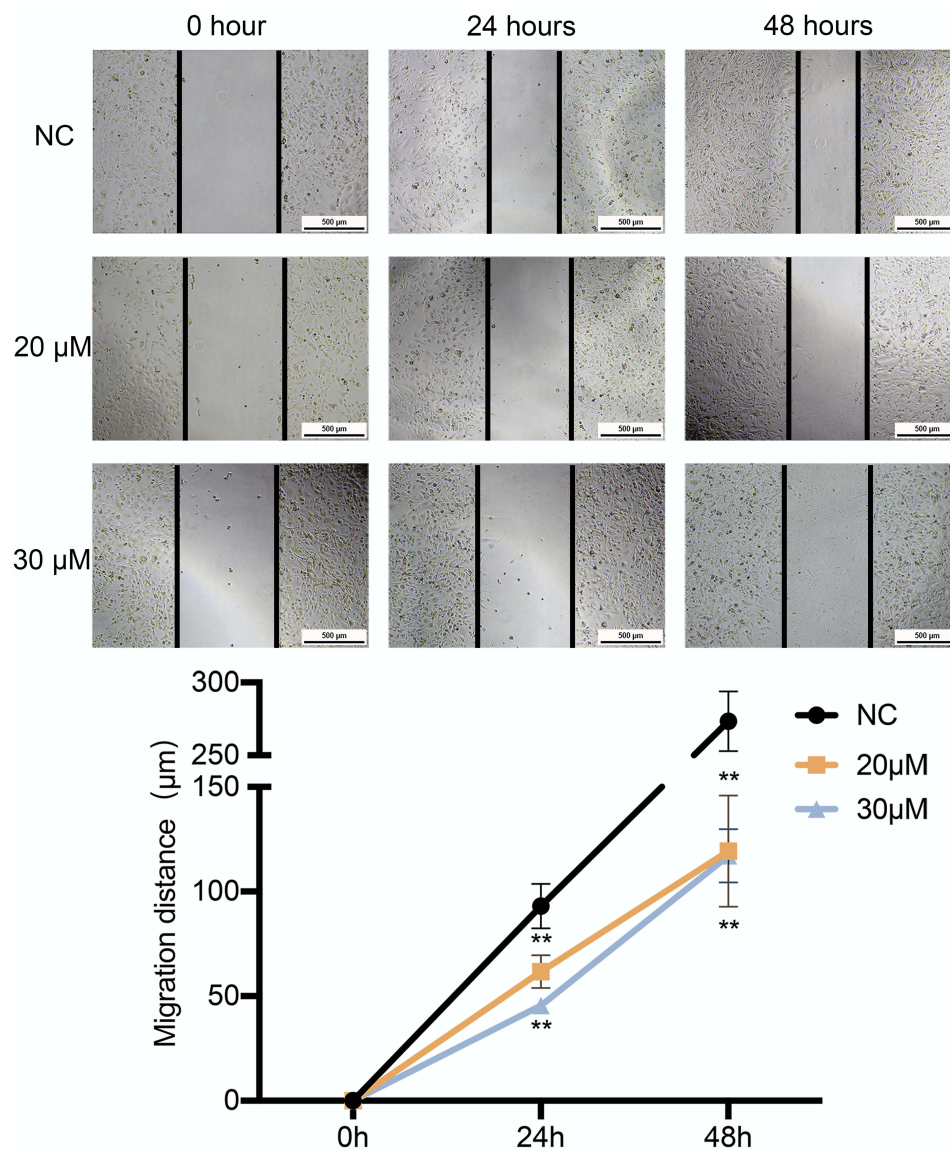 0 hour 24 hours 48 hours
NC
500 µm 500 µm 500 µm
20 µM
500 µm 500 µm 500 µm
30 µM
500 µm 500 µm 500 µm
300
250
150
100
50
0
Migration distance (µm)
NC
20µM
30µM
**
**
**
**
0h 24h 48h